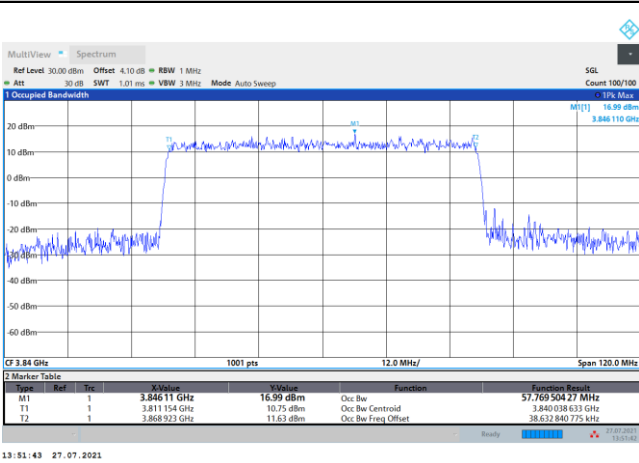 MultiView Spectrum
Ref Level 30.00 dBm Offset 4.10 dB RBW 1 MHz SGL
Att 30 dB SWT 1.01 ms VBW 3 MHz Mode Auto Sweep Count 100/100
1 Occupied Bandwidth 1Pk Max
M1[1] 16.99 dBm
3.846 110 GHz
M1
T1 T2
20 dBm
10 dBm
0 dBm
-10 dBm
-20 dBm
-30 dBm
-40 dBm
-50 dBm
-60 dBm
CF 3.84 GHz 1001 pts 12.0 MHz/ Span 120.0 MHz
2 Marker Table
Type Ref Trc X-Value Y-Value Function Function Result
M1 1 3.846 11 GHz 16.99 dBm Occ Bw 57.769 504 27 MHz
T1 1 3.811 154 GHz 10.75 dBm Occ Bw Centroid 3.840 038 633 GHz
T2 1 3.868 923 GHz 11.63 dBm Occ Bw Freq Offset 38.632 840 775 kHz
Ready 27.07.2021
13:51:42
13:51:43 27.07.2021